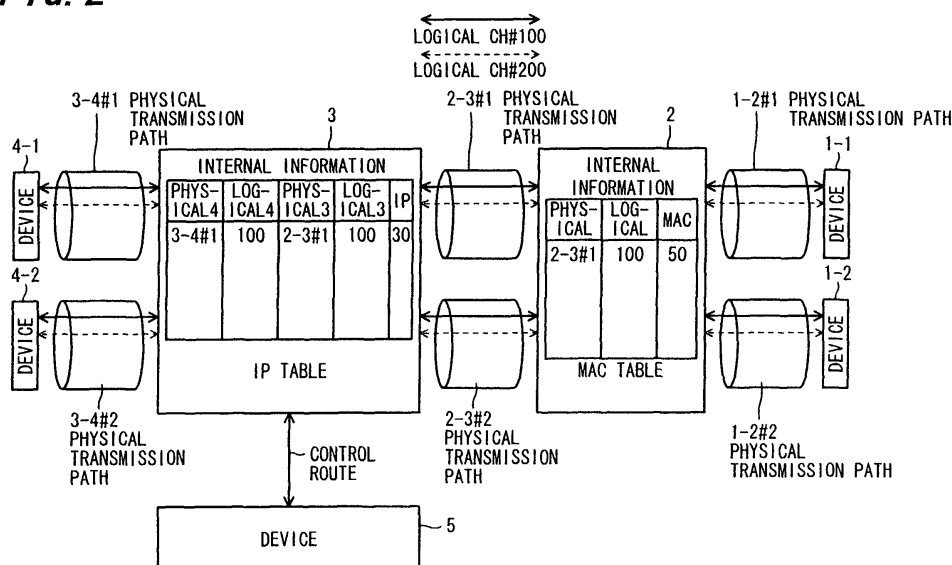 FIG. 2
LOGICAL CH#100
LOGICAL CH#200
3-4#1 PHYSICAL
TRANSMISSION
PATH
3
2-3#1 PHYSICAL
TRANSMISSION
PATH
2
1-2#1 PHYSICAL
TRANSMISSION PATH
4-1
DEVICE
INTERNAL INFORMATION
PHYS-
ICAL4
LOG-
ICAL4
PHYS-
ICAL3
LOG-
ICAL3
IP
3-4#1
100
2-3#1
100
30
IP TABLE
INTERNAL
INFORMATION
PHYS-
ICAL
LOG-
ICAL
MAC
2-3#1
100
50
MAC TABLE
1-1
DEVICE
4-2
DEVICE
1-2
DEVICE
3-4#2
PHYSICAL
TRANSMISSION
PATH
CONTROL
ROUTE
2-3#2
PHYSICAL
TRANSMISSION
PATH
1-2#2
PHYSICAL
TRANSMISSION PATH
DEVICE
5